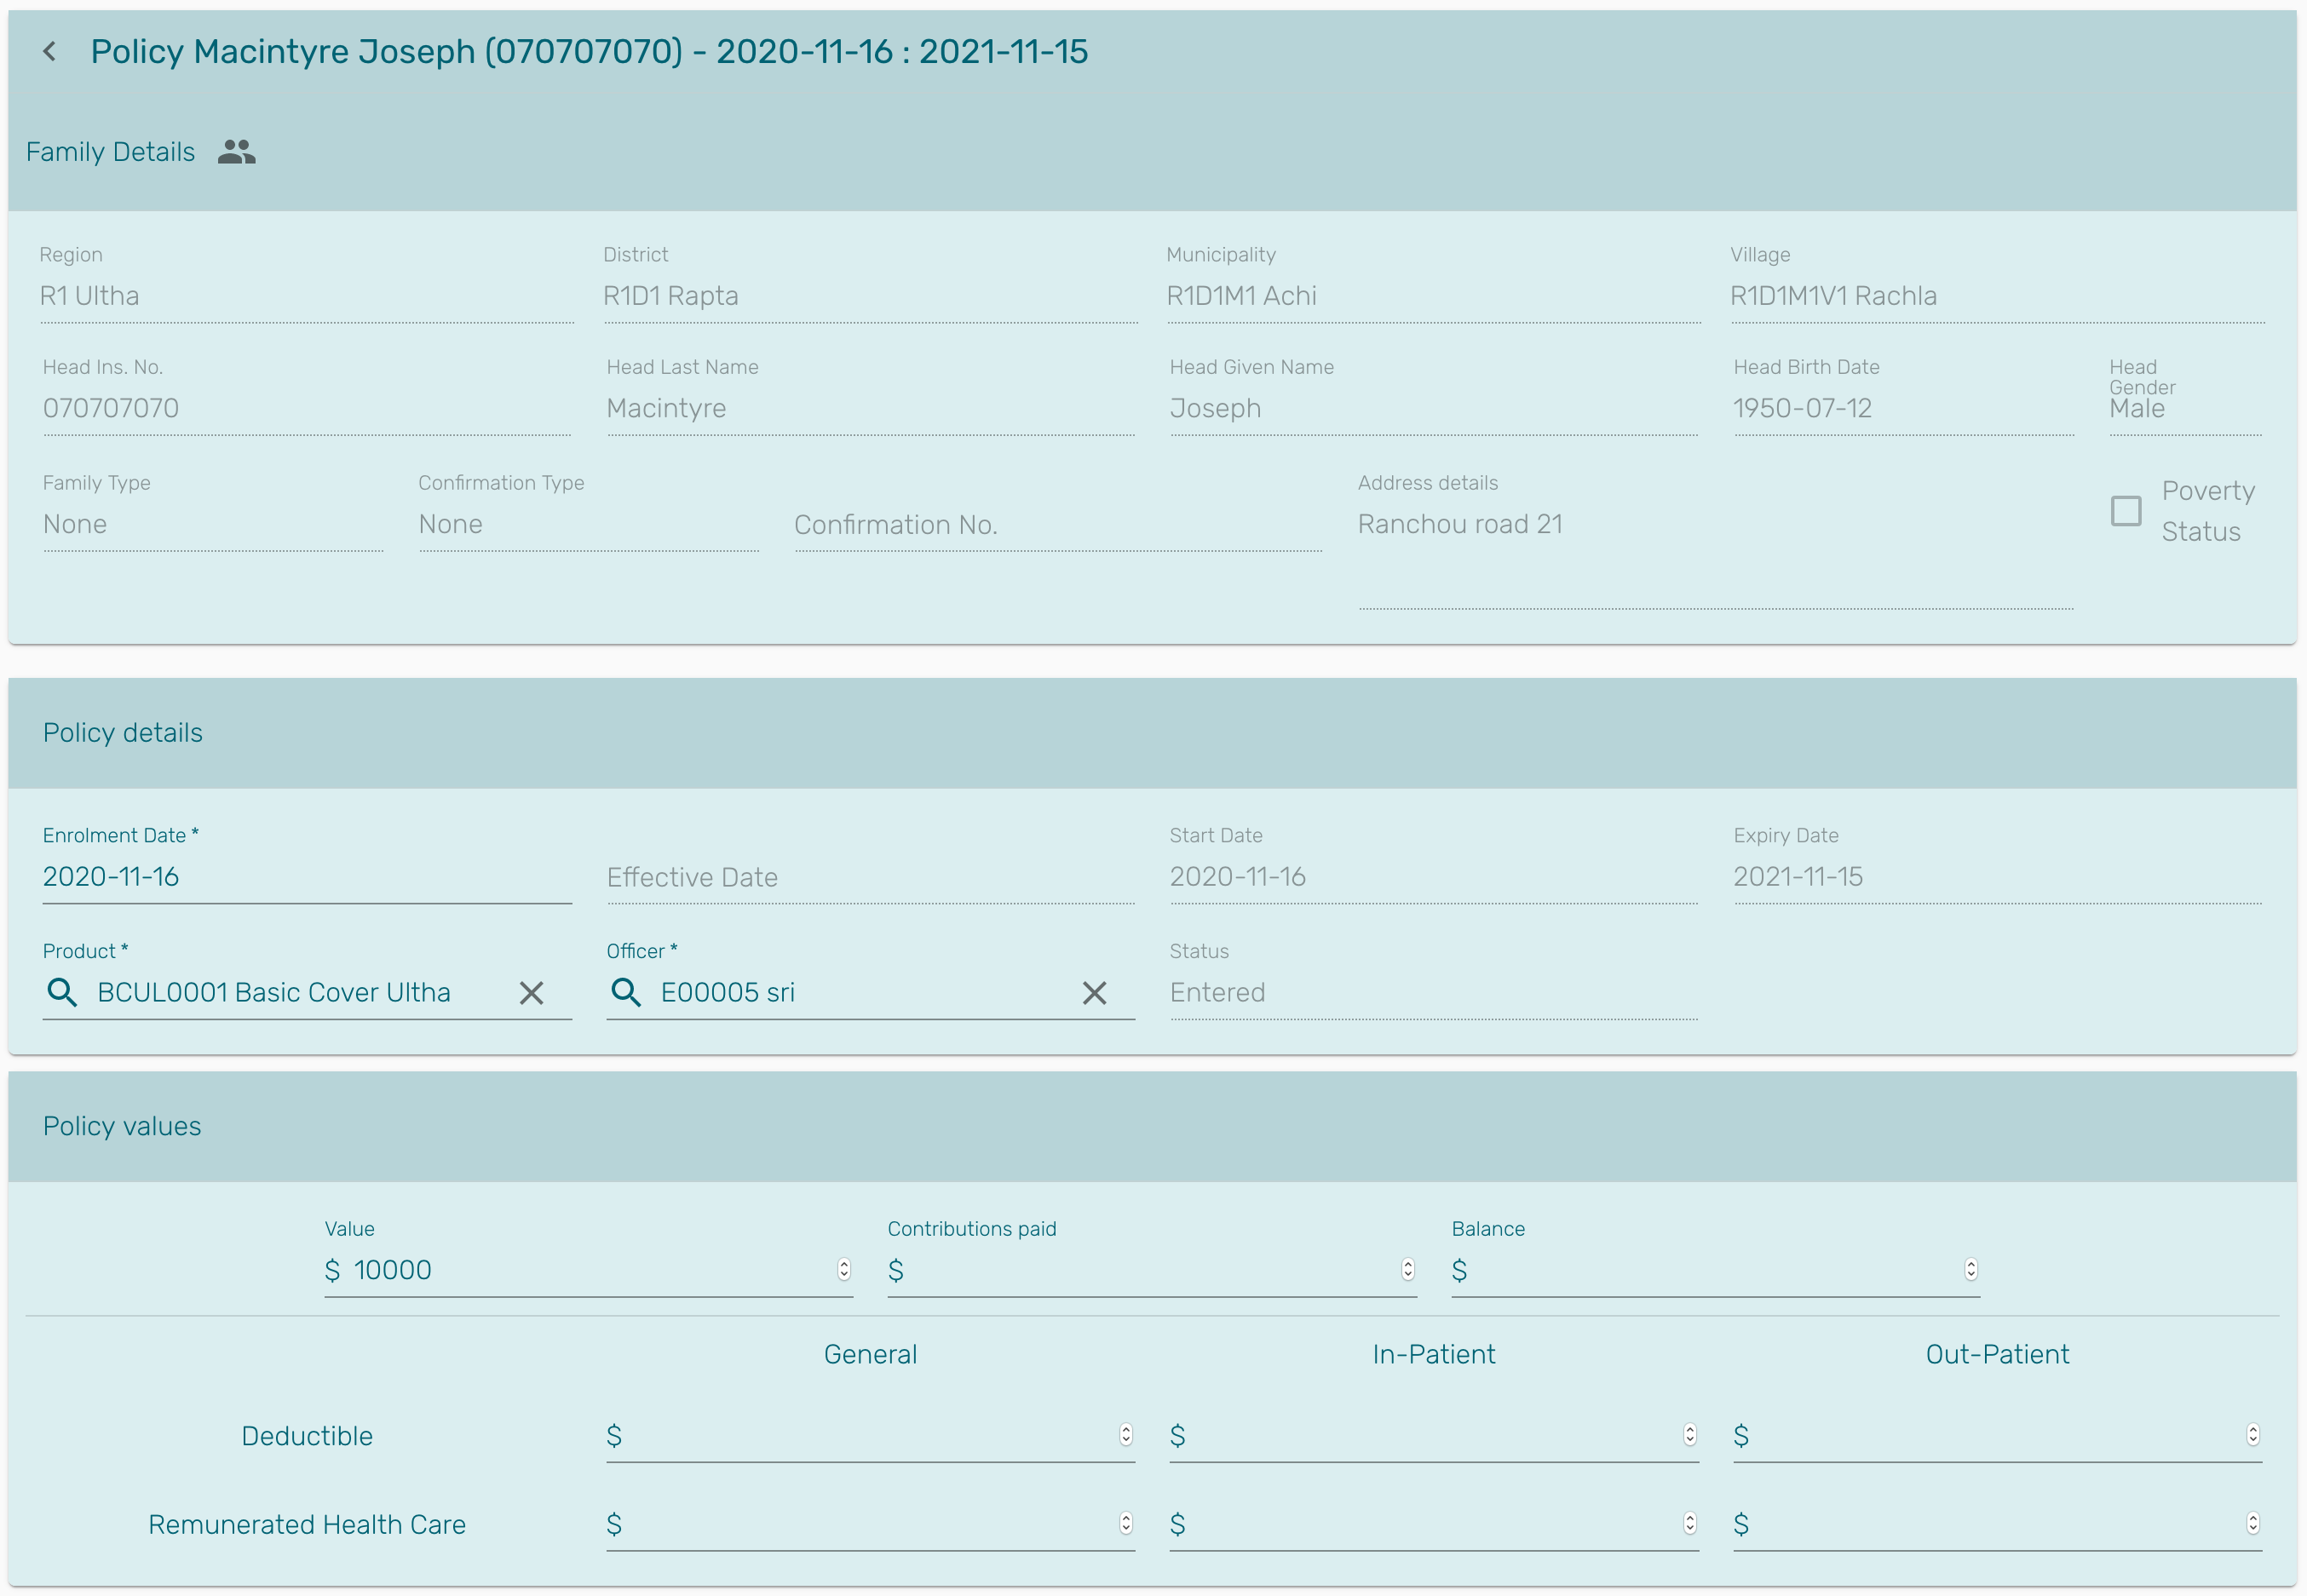 Policy Macintyre Joseph (070707070) - 2020-11-16 : 2021-11-15
Family Details
Region District Municipality Village
R1 Ultha R1D1 Rapta R1D1M1 Achi R1D1M1V1 Rachla
Head Ins. No. Head Last Name Head Given Name Head Birth Date Head Gender
070707070 Macintyre Joseph 1950-07-12 Male
Family Type Confirmation Type Address details Poverty Status
None None Confirmation No. Ranchou road 21
Policy details
Enrolment Date * Start Date Expiry Date
2020-11-16 Effective Date 2020-11-16 2021-11-15
Product * Officer * Status
BCUL0001 Basic Cover Ultha E00005 sri Entered
Policy values
Value Contributions paid Balance
$ 10000 $ $
General In-Patient Out-Patient
Deductible $ $ $
Remunerated Health Care $ $ $